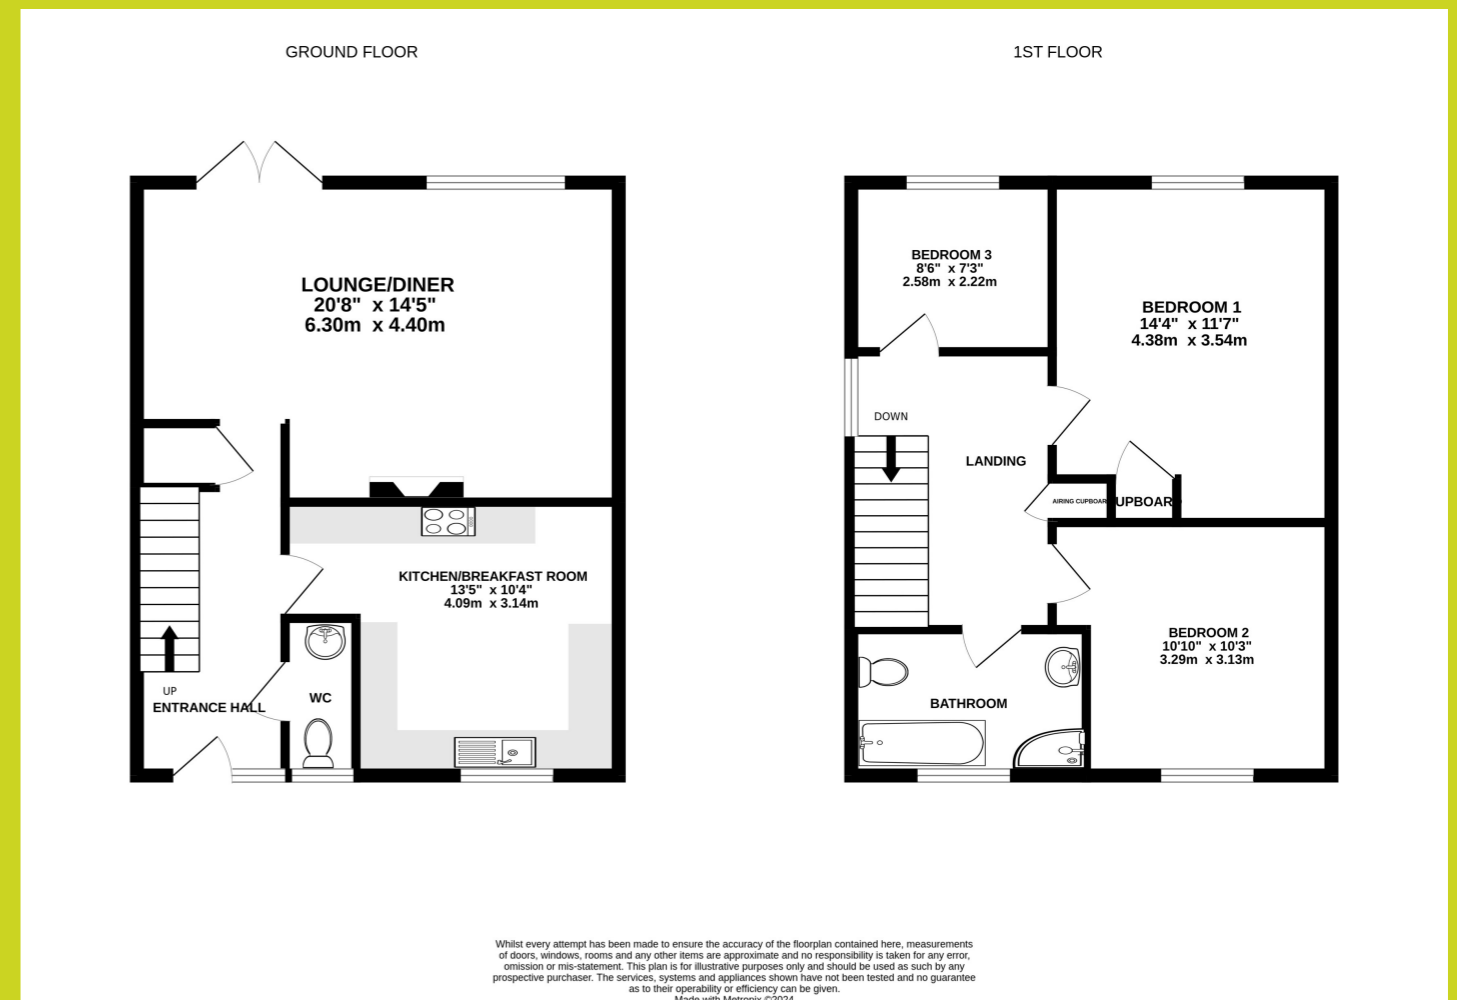 GROUND FLOOR
1ST FLOOR
LOUNGE/DINER
20'8" x 14'5"
6.30m x 4.40m
KITCHEN/BREAKFAST ROOM
13'5" x 10'4"
4.09m x 3.14m
WC
UP
ENTRANCE HALL
BEDROOM 3
8'6" x 7'3"
2.58m x 2.22m
BEDROOM 1
14'4" x 11'7"
4.38m x 3.54m
DOWN
LANDING
AIRING CUPBOARD
UPBOAR
BEDROOM 2
10'10" x 10'3"
3.29m x 3.13m
BATHROOM
Whilst every attempt has been made to ensure the accuracy of the floorplan contained here, measurements
of doors, windows, rooms and any other items are approximate and no responsibility is taken for any error,
omission or mis-statement. This plan is for illustrative purposes only and should be used as such by any
prospective purchaser. The services, systems and appliances shown have not been tested and no guarantee
as to their operability or efficiency can be given.
Made with Metropix ©2024